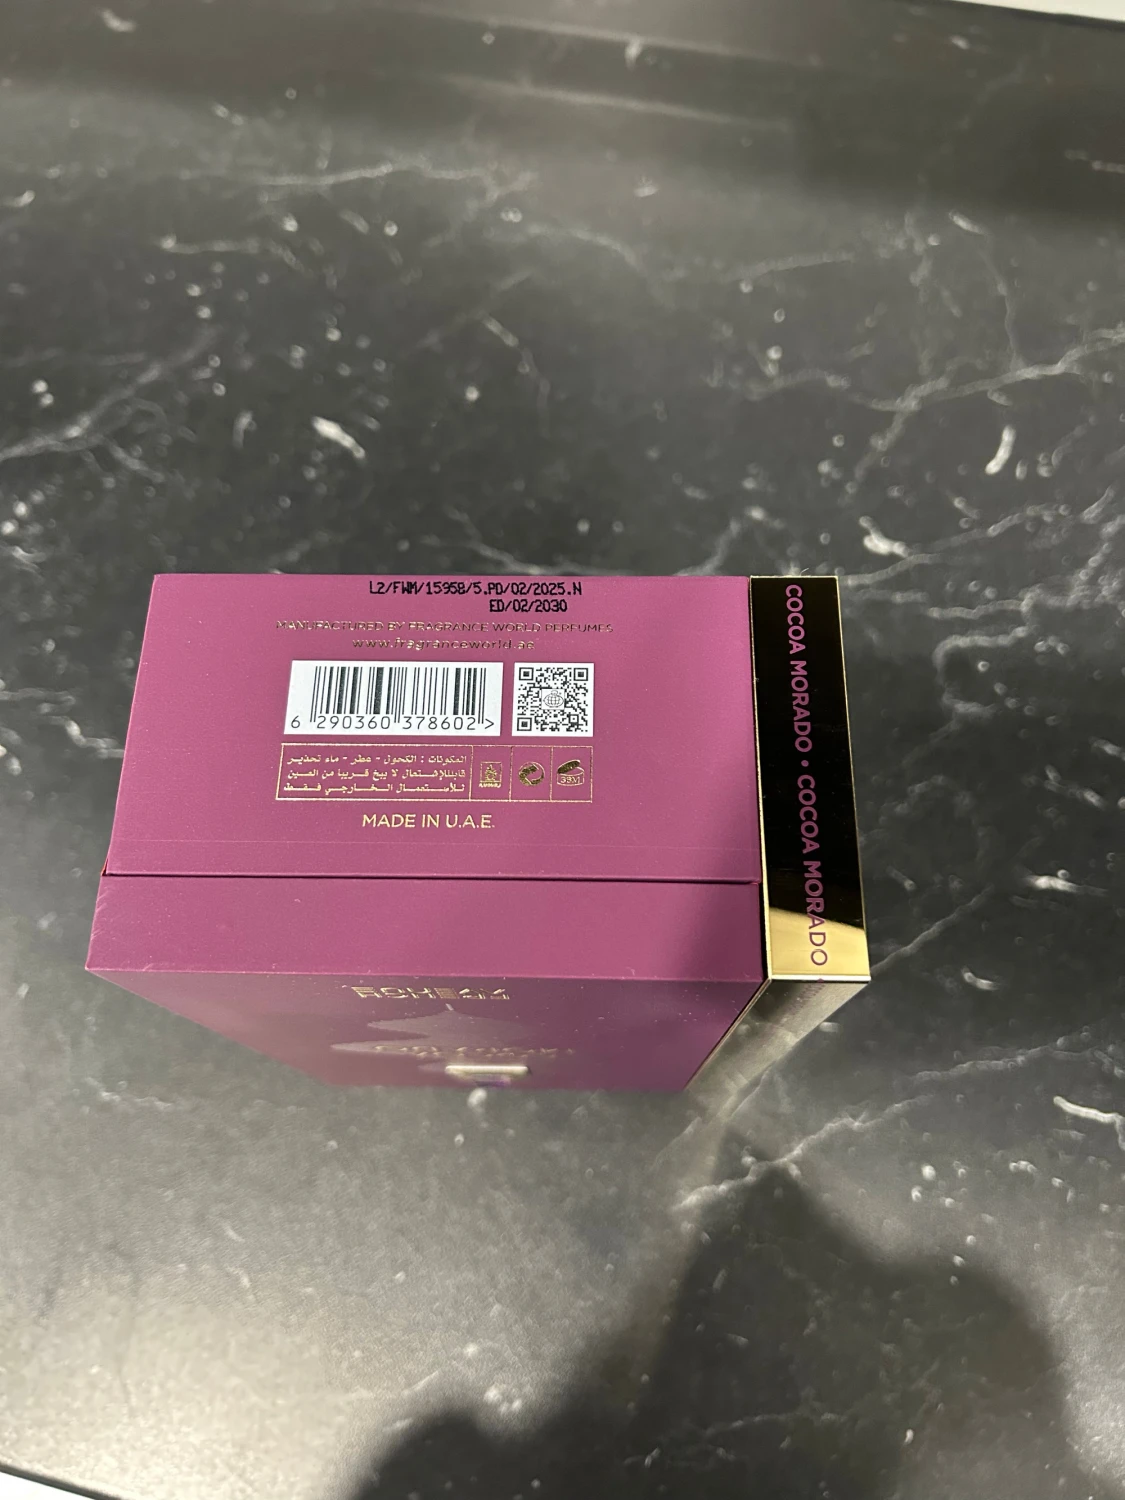 L2/FWM/15958/5.PD/02/2025.N
ED/02/2030
MANUFACTURED BY FRAGRANCE WORLD PERFUMES
www.fragranceworld.ae
6 290360 378602 >
المكونات : الكحول - عطر - ماء تحذير
قابل للإشتعال لا يبخ قريبا من العين
للأستعمال الخارجي فقط
36M
MADE IN U.A.E.
COCOA MORADO • COCOA MORADO